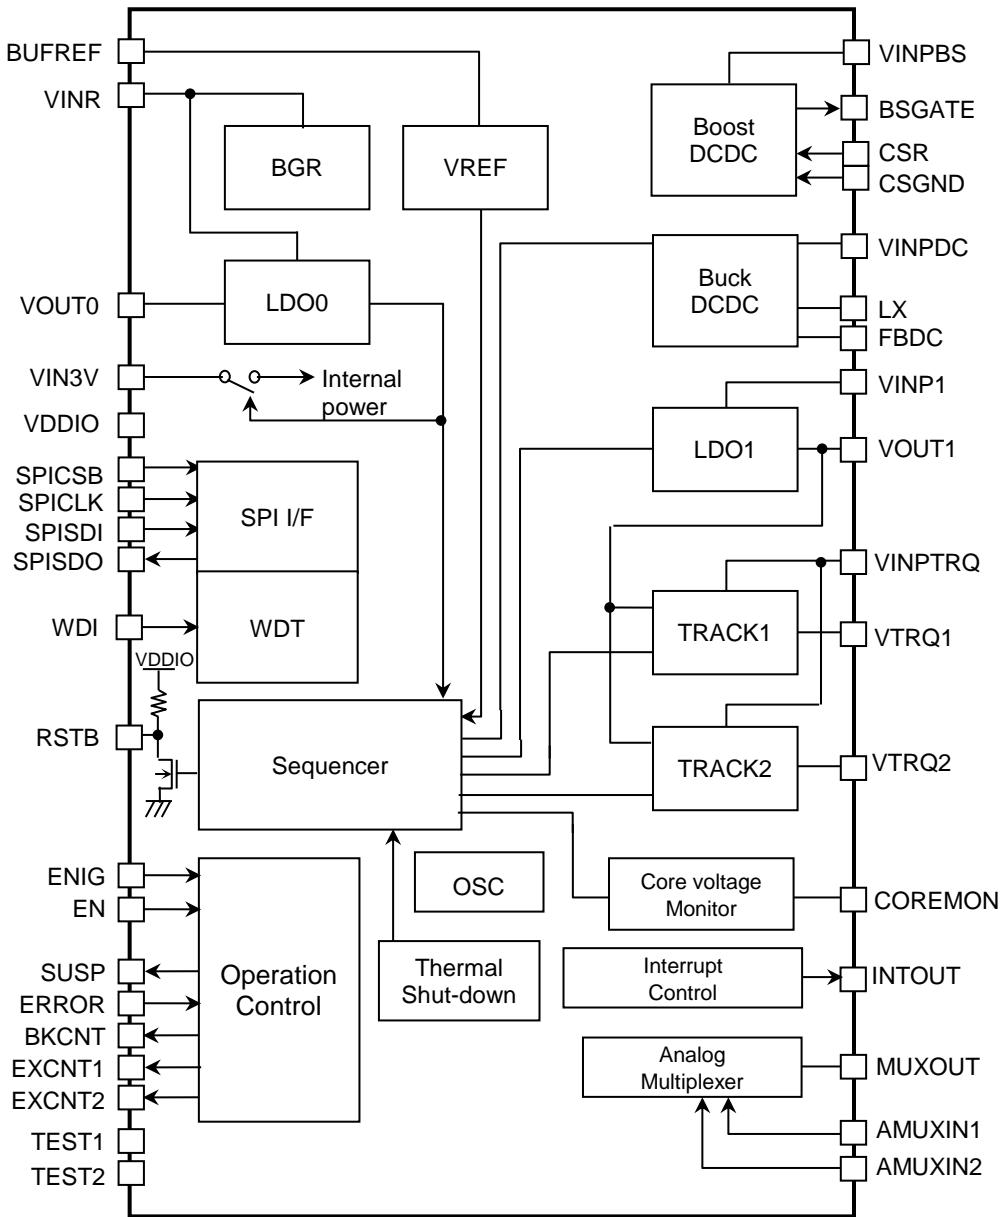 BUFREF
VINR
BGR
VREF
LDO0
VOUT0
VIN3V
Internal
power
VDDIO
SPICSB
SPICLK
SPISDI
SPISDO
SPI I/F
WDI
WDT
VDDIO
RSTB
Sequencer
ENIG
EN
SUSP
ERROR
BKCNT
EXCNT1
EXCNT2
TEST1
TEST2
Operation
Control
OSC
Thermal
Shut-down
Boost
DCDC
VINPBS
BSGATE
CSR
CSGND
Buck
DCDC
VINPDC
LX
FBDC
VINP1
LDO1
VOUT1
VINPTRQ
TRACK1
VTRQ1
TRACK2
VTRQ2
Core voltage
Monitor
COREMON
Interrupt
Control
INTOUT
Analog
Multiplexer
MUXOUT
AMUXIN1
AMUXIN2